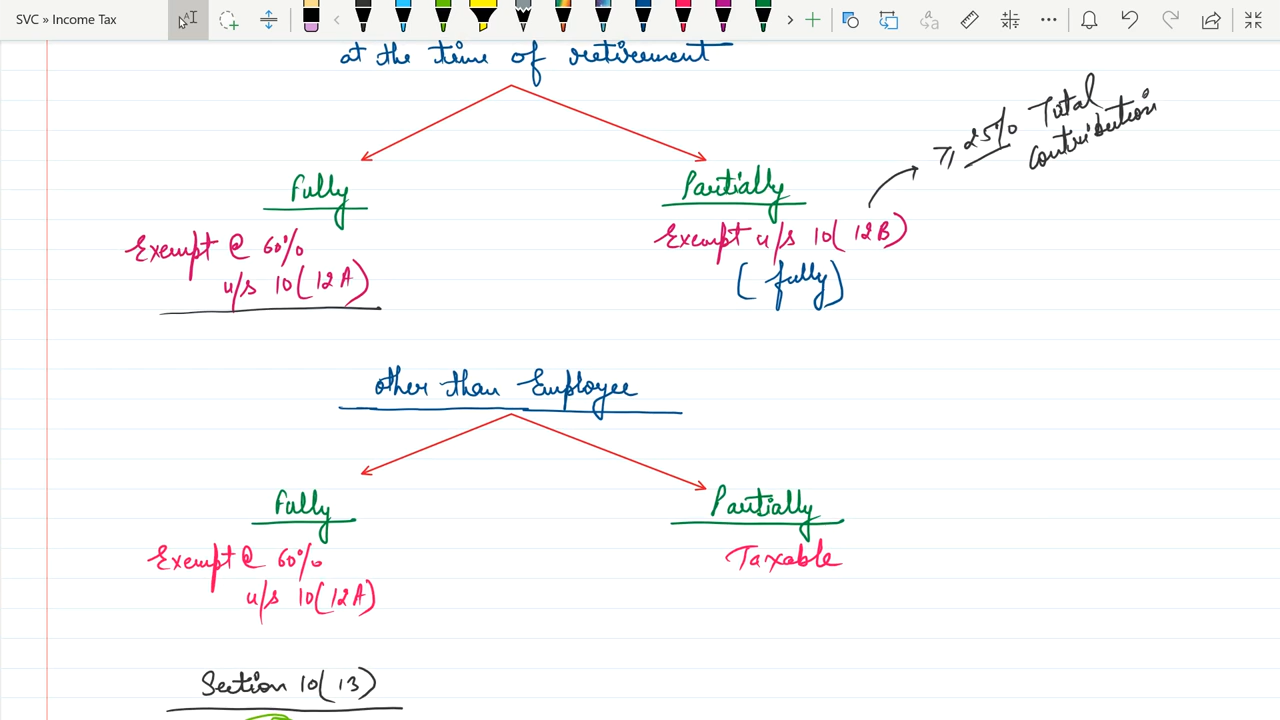 SVC » Income Tax
at the time of retirement
⩾ 25% Total
contribution
Fully
Partially
Exempt @ 60%
u/s 10(12A)
Exempt u/s 10(12B)
(fully)
other than Employee
Fully
Partially
Exempt @ 60%
u/s 10(12A)
Taxable
Section 10(13)